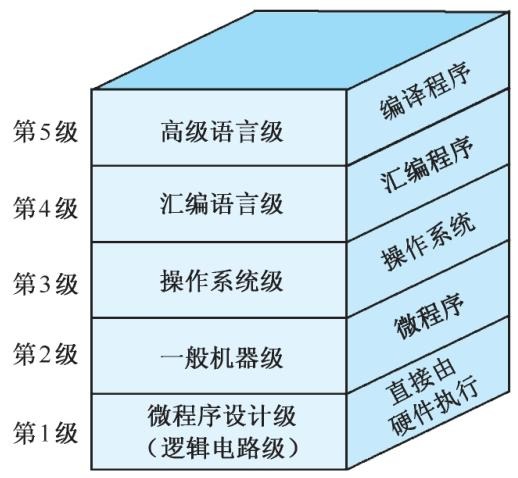 第5级 高级语言级 编译程序
第4级 汇编语言级 汇编程序
第3级 操作系统级 操作系统
第2级 一般机器级 微程序
第1级 微程序设计级 直接由
（逻辑电路级） 硬件执行